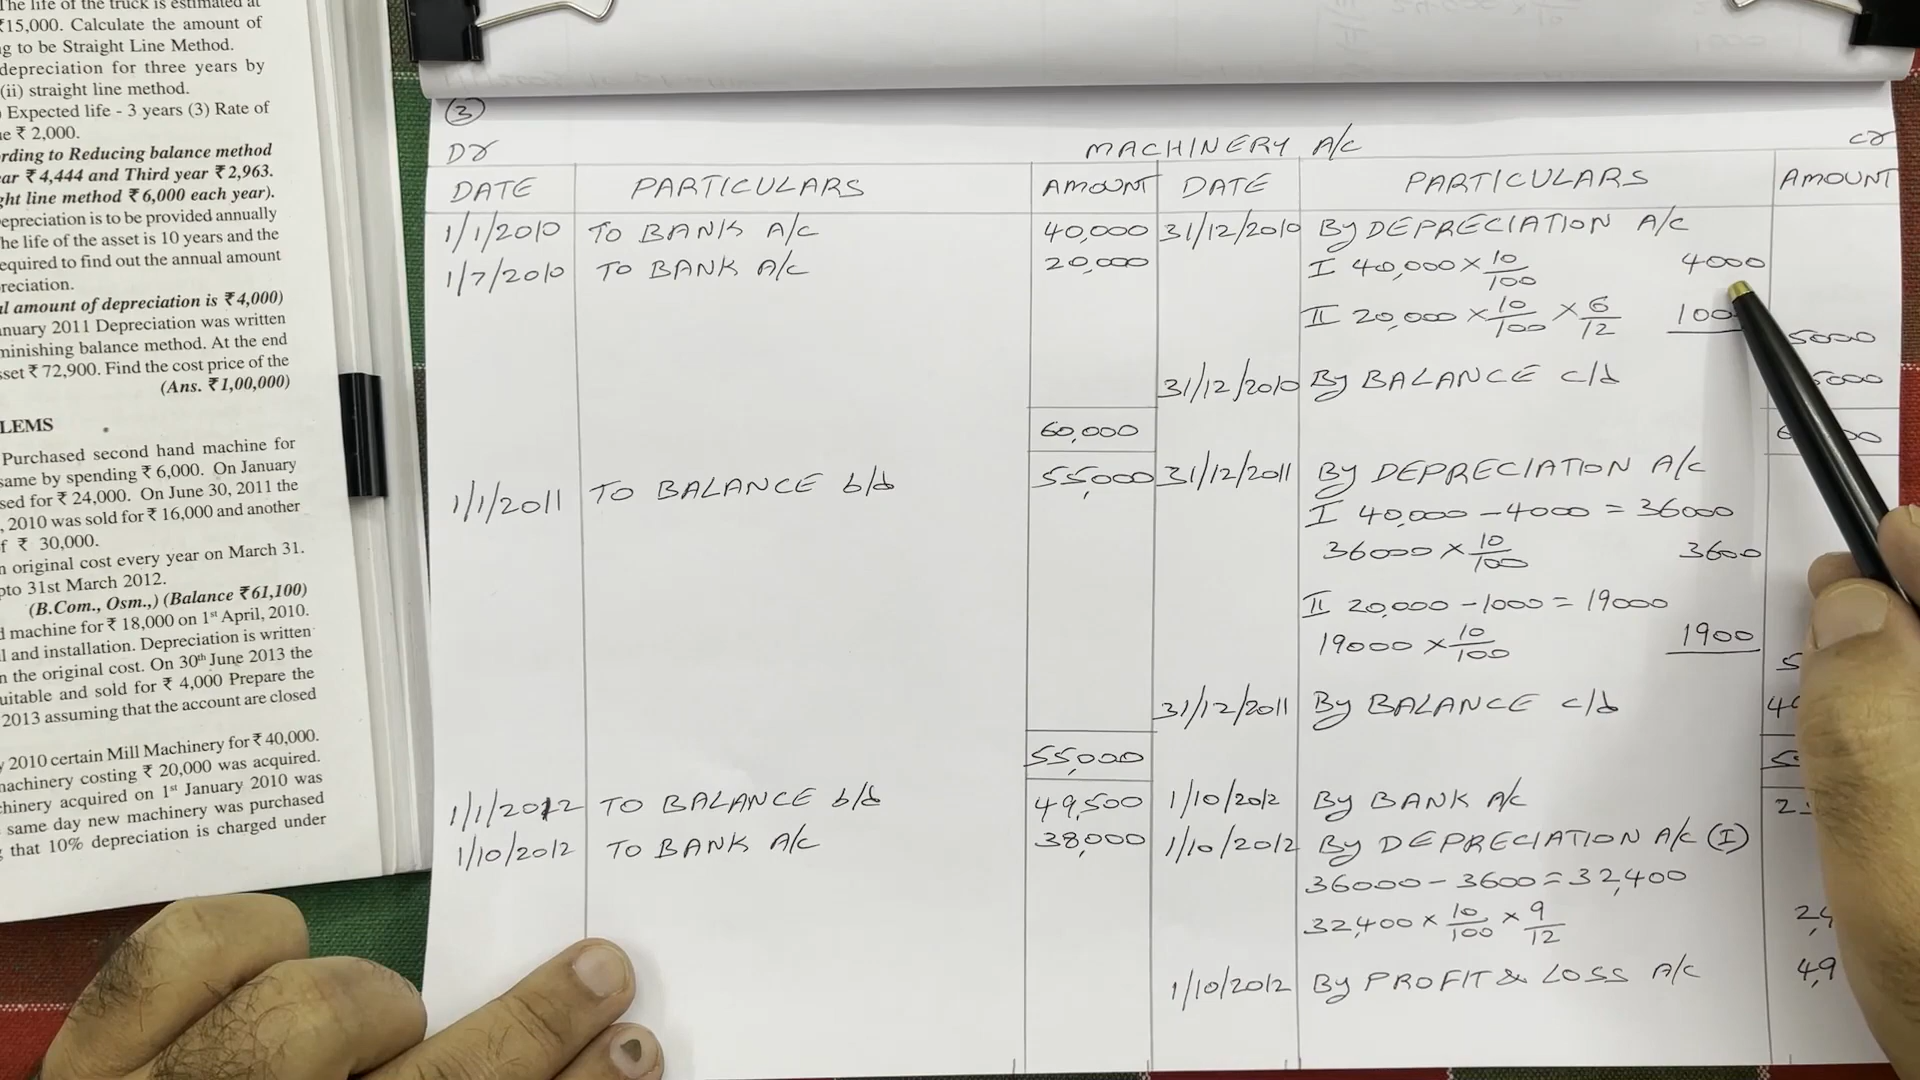 The life of the truck is estimated at
₹15,000. Calculate the amount of
g to be Straight Line Method.
depreciation for three years by
(ii) straight line method.
Expected life - 3 years (3) Rate of
ue ₹ 2,000.
rding to Reducing balance method
ar ₹ 4,444 and Third year ₹ 2,963.
ght line method ₹ 6,000 each year).
epreciation is to be provided annually
he life of the asset is 10 years and the
equired to find out the annual amount
reciation.
al amount of depreciation is ₹ 4,000)
nuary 2011 Depreciation was written
minishing balance method. At the end
sset ₹ 72,900. Find the cost price of the
(Ans. ₹ 1,00,000)
LEMS
Purchased second hand machine for
same by spending ₹ 6,000. On January
sed for ₹ 24,000. On June 30, 2011 the
, 2010 was sold for ₹ 16,000 and another
f ₹ 30,000.
n original cost every year on March 31.
pto 31st March 2012.
(B.Com., Osm.,) (Balance ₹ 61,100)
d machine for ₹ 18,000 on 1st April, 2010.
l and installation. Depreciation is written
n the original cost. On 30th June 2013 the
uitable and sold for ₹ 4,000 Prepare the
2013 assuming that the account are closed
y 2010 certain Mill Machinery for ₹ 40,000.
achinery costing ₹ 20,000 was acquired.
chinery acquired on 1st January 2010 was
same day new machinery was purchased
g that 10% depreciation is charged under
3
Dr MACHINERY A/c Cr
DATE PARTICULARS AMOUNT DATE PARTICULARS AMOUNT
1/1/2010 TO BANK A/c 40,000 31/12/2010 By DEPRECIATION A/c
1/7/2010 TO BANK A/c 20,000 I 40,000 × 10/100 4000
II 20,000 × 10/100 × 6/12 100
5000
31/12/2010 By BALANCE c/d 5000
60,000
1/1/2011 TO BALANCE b/d 55,000 31/12/2011 By DEPRECIATION A/c
I 40,000 - 4000 = 36000
36000 × 10/100 3600
II 20,000 - 1000 = 19000
19000 × 10/100 1900
5
31/12/2011 By BALANCE c/d 4
55,000
1/1/2012 TO BALANCE b/d 49,500 1/10/2012 By BANK A/c 2
1/10/2012 TO BANK A/c 38,000 1/10/2012 By DEPRECIATION A/c (I)
36000 - 3600 = 32,400
32,400 × 10/100 × 9/12 2,4
1/10/2012 By PROFIT & LOSS A/c 4,9